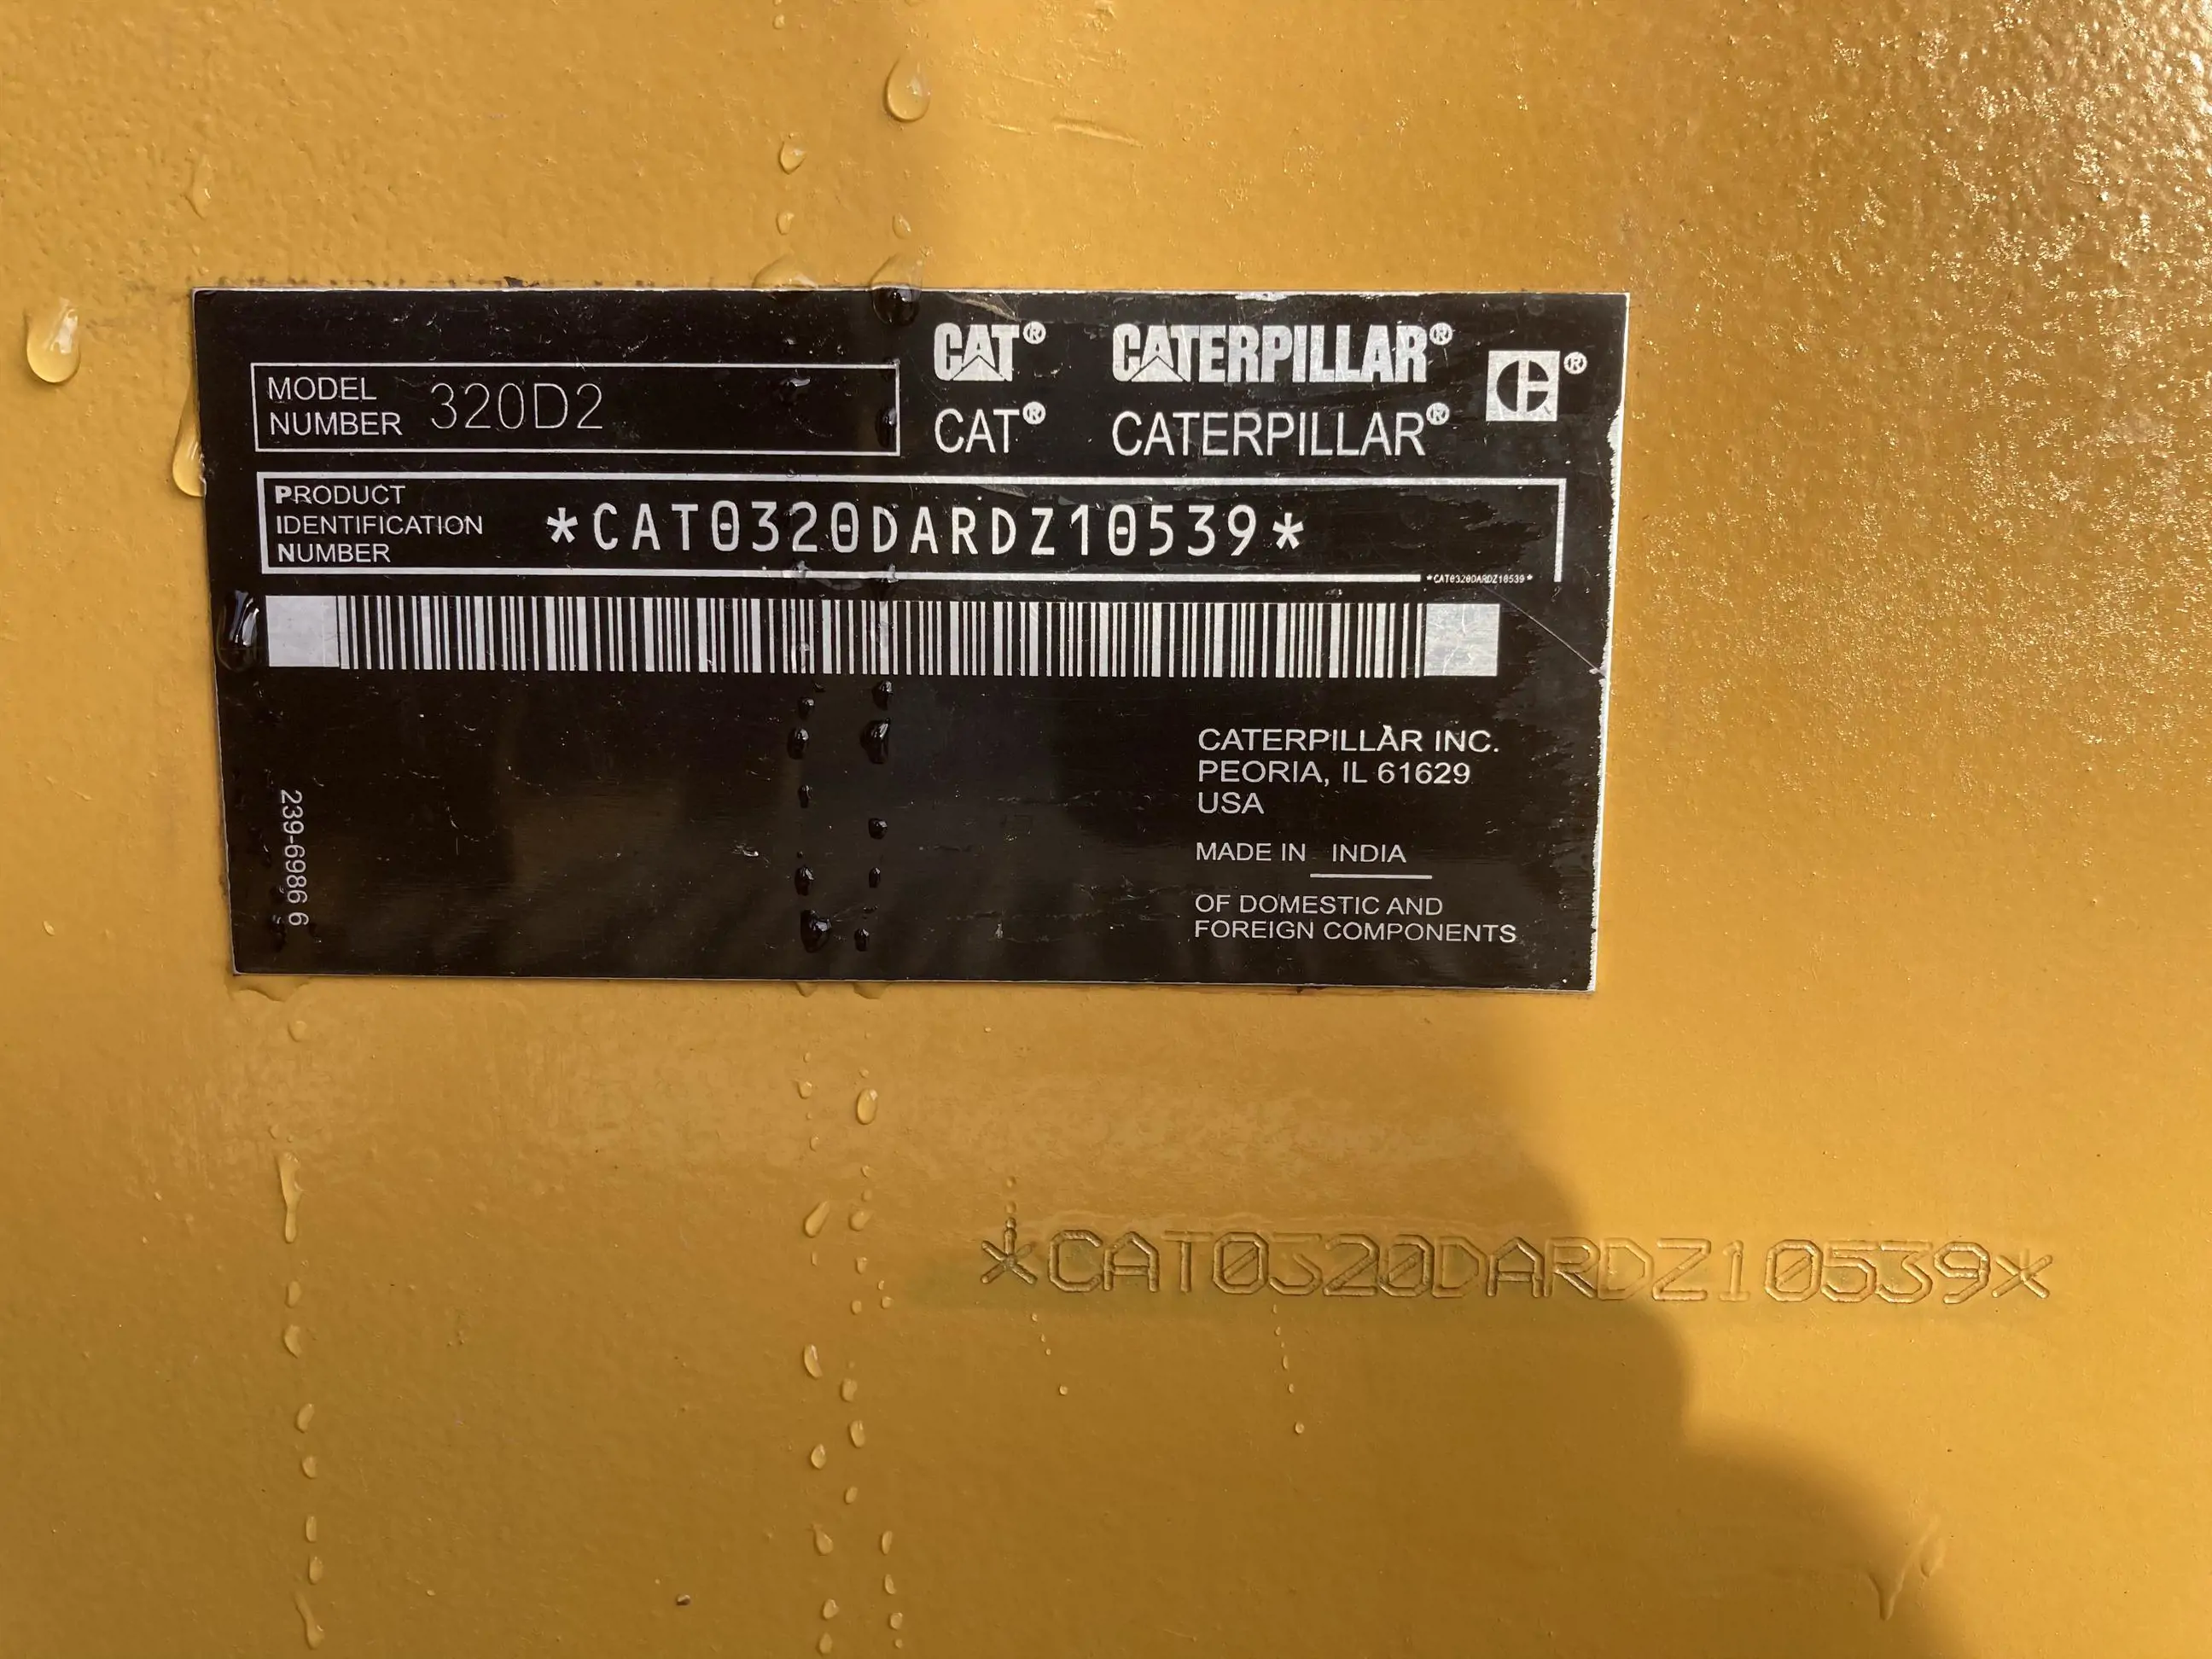 CAT® CATERPILLAR®
MODEL
NUMBER 320D2
CAT® CATERPILLAR®
PRODUCT
IDENTIFICATION
NUMBER
*CAT0320DARDZ10539*
*CAT0320DARDZ10539*
CATERPILLAR INC.
PEORIA, IL 61629
USA
MADE IN INDIA
OF DOMESTIC AND
FOREIGN COMPONENTS
239-6986 6
*CAT0320DARDZ10539*